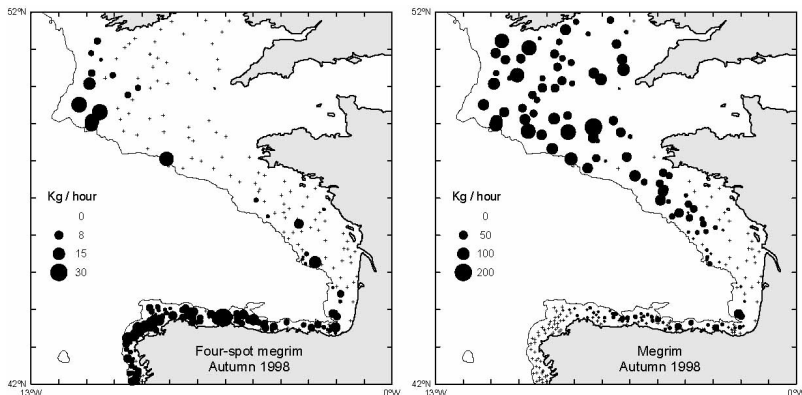 52°N
Kg / hour
0
8
15
30
Four-spot megrim
Autumn 1998
42°N
13°W
0°W
52°N
Kg / hour
0
50
100
200
Megrim
Autumn 1998
42°N
13°W
0°W